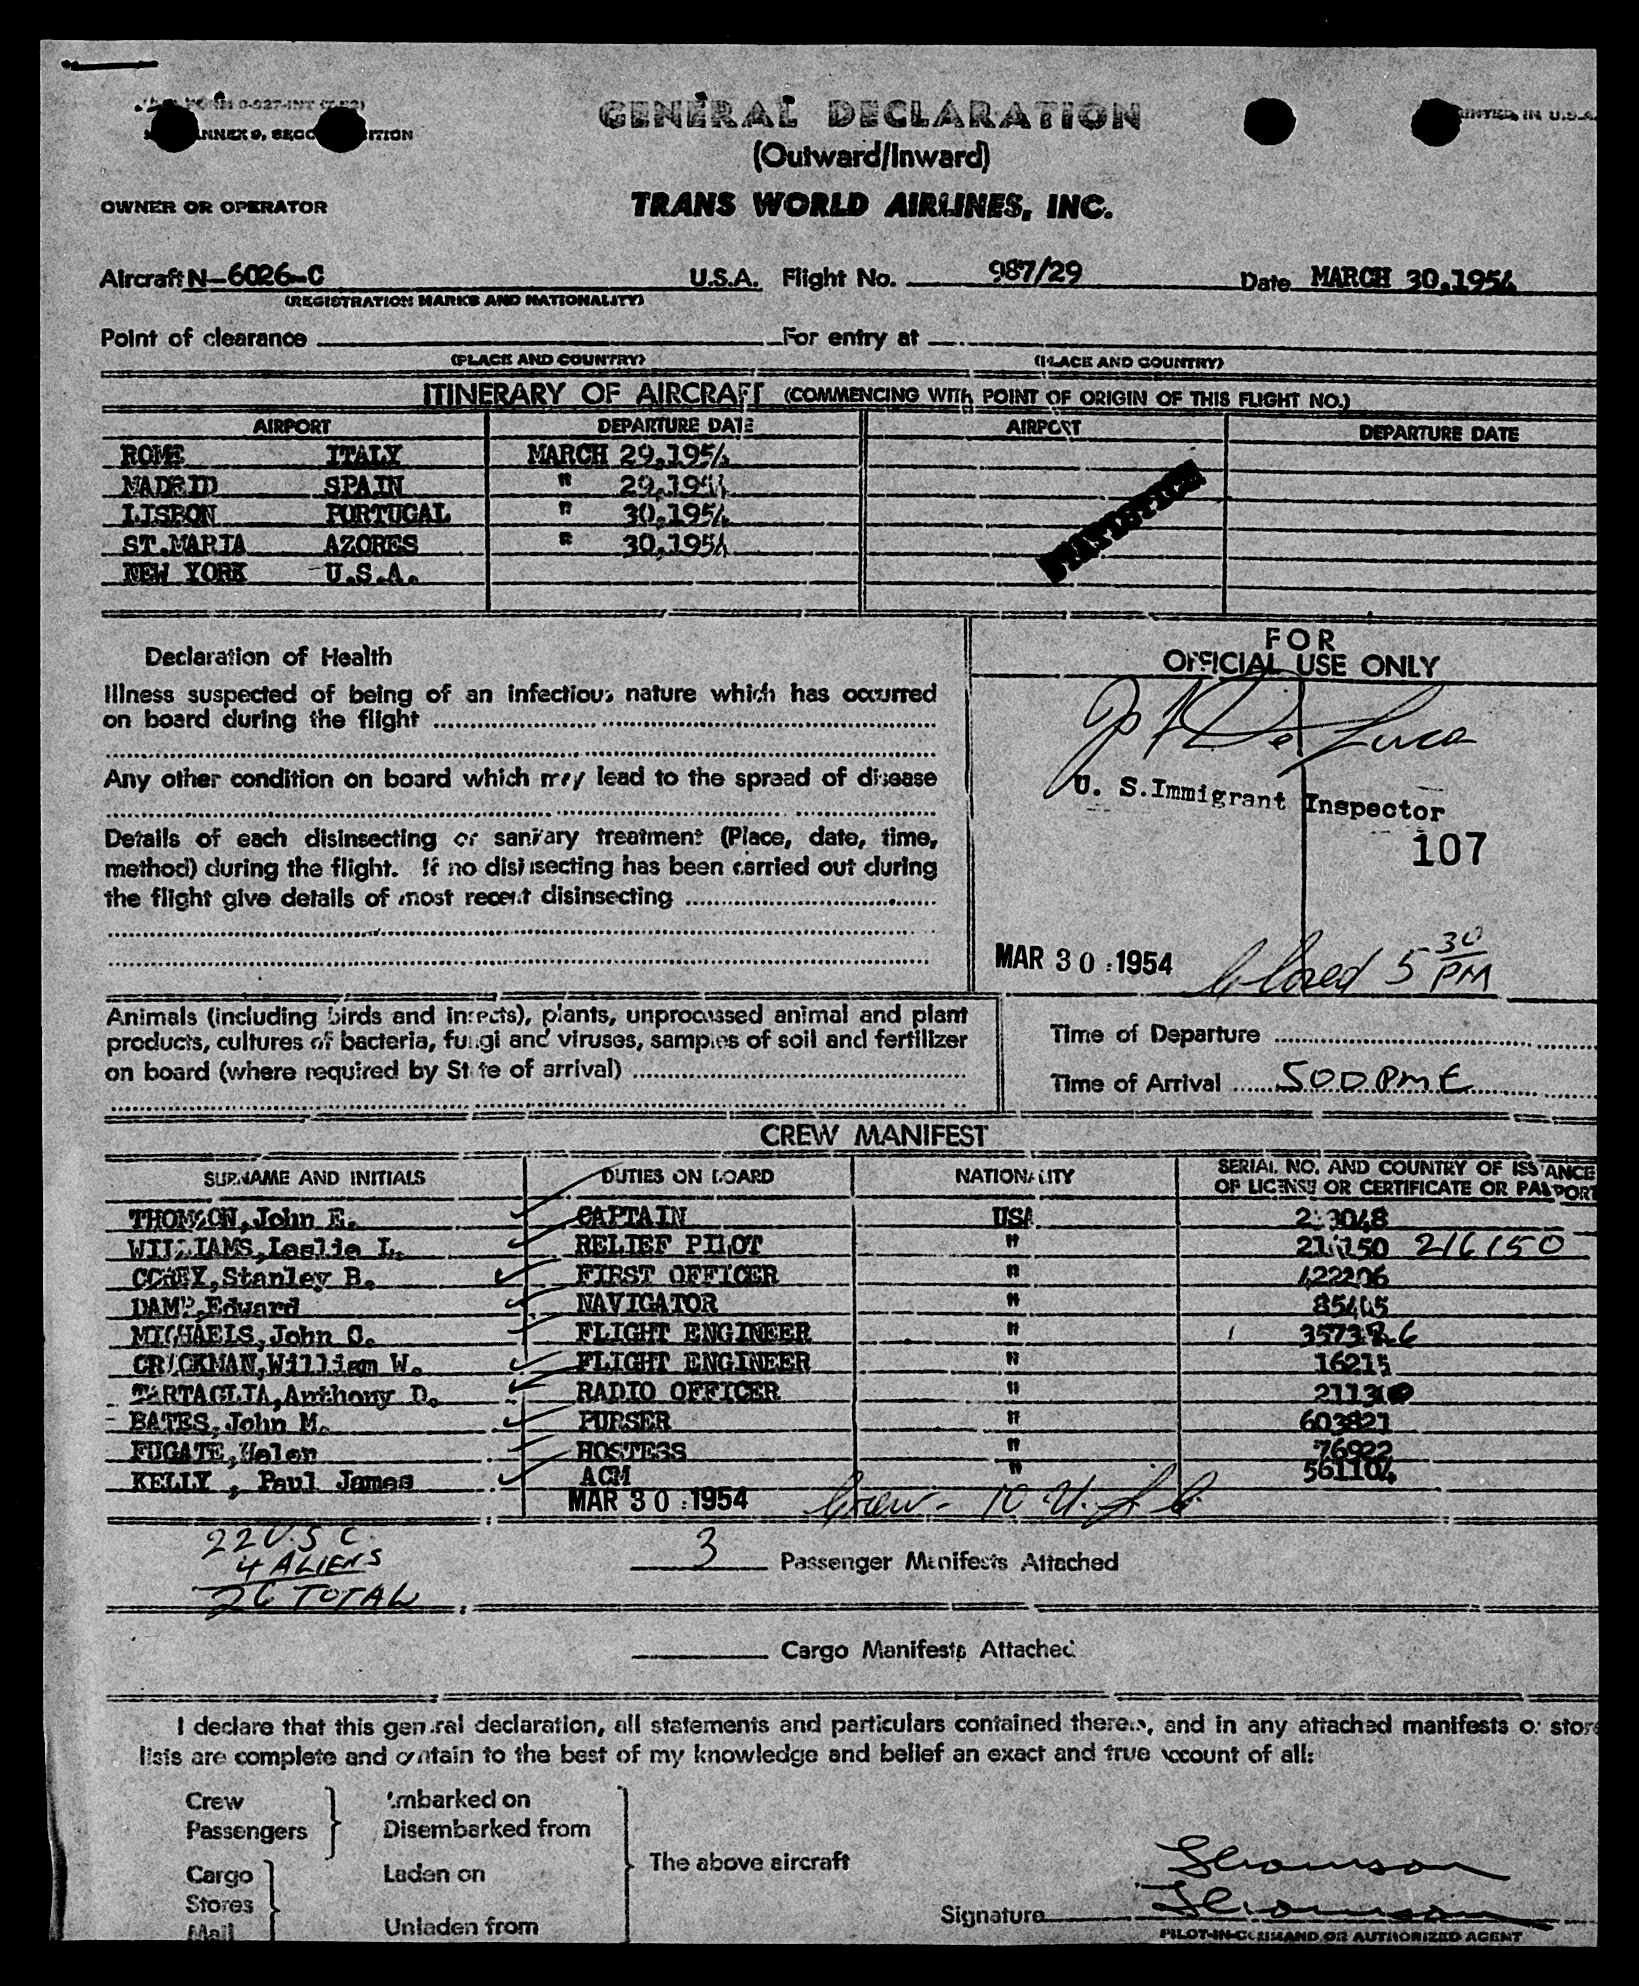 GENERAL DECLARATION
(Outward/Inward)
PRINTED IN U.S.A.
OWNER OR OPERATOR
TRANS WORLD AIRLINES, INC.
Aircraft N-6026-C U.S.A. Flight No. 987/29 Date MARCH 30,1954
(REGISTRATION MARKS AND NATIONALITY)
Point of clearance For entry at
(PLACE AND COUNTRY) (PLACE AND COUNTRY)
ITINERARY OF AIRCRAFT (COMMENCING WITH POINT OF ORIGIN OF THIS FLIGHT NO.)
AIRPORT DEPARTURE DATE AIRPORT DEPARTURE DATE
ROME ITALY MARCH 29,1954
MADRID SPAIN " 29,1954
LISBON PORTUGAL " 30,1954
ST.MARIA AZORES " 30,1954
NEW YORK U.S.A.
STATISTICS
Declaration of Health
Illness suspected of being of an infectious nature which has occurred
on board during the flight
Any other condition on board which may lead to the spread of disease
Details of each disinsecting or sanitary treatment (Place, date, time,
method) during the flight. If no disinsecting has been carried out during
the flight give details of most recent disinsecting
FOR
OFFICIAL USE ONLY
De Luca
U. S. Immigrant Inspector
107
MAR 30 1954 Closed 5 30 PM
Animals (including birds and insects), plants, unprocessed animal and plant
products, cultures of bacteria, fungi and viruses, samples of soil and fertilizer
on board (where required by State of arrival)
Time of Departure
Time of Arrival 500 PM E
CREW MANIFEST
SURNAME AND INITIALS DUTIES ON BOARD NATIONALITY SERIAL NO. AND COUNTRY OF ISSUANCE
OF LICENSE OR CERTIFICATE OR PASSPORT
THOMSON, John E. CAPTAIN USA
WILLIAMS, Leslie L. RELIEF PILOT " 216150
COREY, Stanley B. FIRST OFFICER " 422206
Edward NAVIGATOR "
MICHAELS, John C. FLIGHT ENGINEER "
William W. FLIGHT ENGINEER " 16215
TARTAGLIA, Anthony D. RADIO OFFICER "
BATES, John M. PURSER " 603821
FUGATE, Helen HOSTESS " 76922
KELLY , Paul James ACM " 561104
MAR 30 1954 Crew - 10 U.S.C.
22 U.S C.
4 ALIENS
26 TOTAL
3 Passenger Manifests Attached
Cargo Manifests Attached
I declare that this general declaration, all statements and particulars contained therein, and in any attached manifests or stores
lists are complete and contain to the best of my knowledge and belief an exact and true account of all:
Crew Embarked on
Passengers Disembarked from
Cargo Laden on
Stores
Mail Unladen from
The above aircraft
Signature
PILOT-IN-COMMAND OR AUTHORIZED AGENT